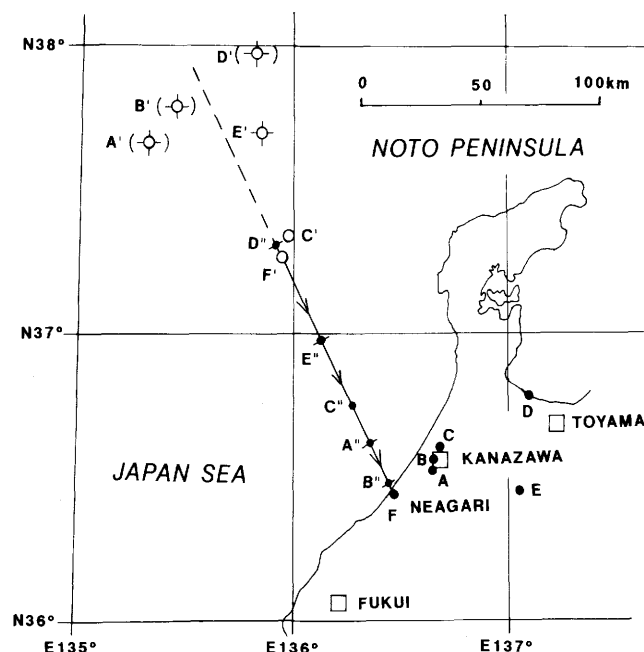 N38°
D'
0 50 100km
B'
A'
E'
NOTO PENINSULA
D"
C'
F'
N37°
E"
C"
D
A"
TOYAMA
C
B
KANAZAWA
JAPAN SEA
A
B"
E
F
NEAGARI
FUKUI
N36°
E135° E136° E137°